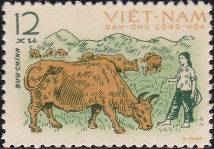 12
XU
BƯU-CHÍNH
VIỆT-NAM
DÂN-CHỦ CỘNG-HÒA